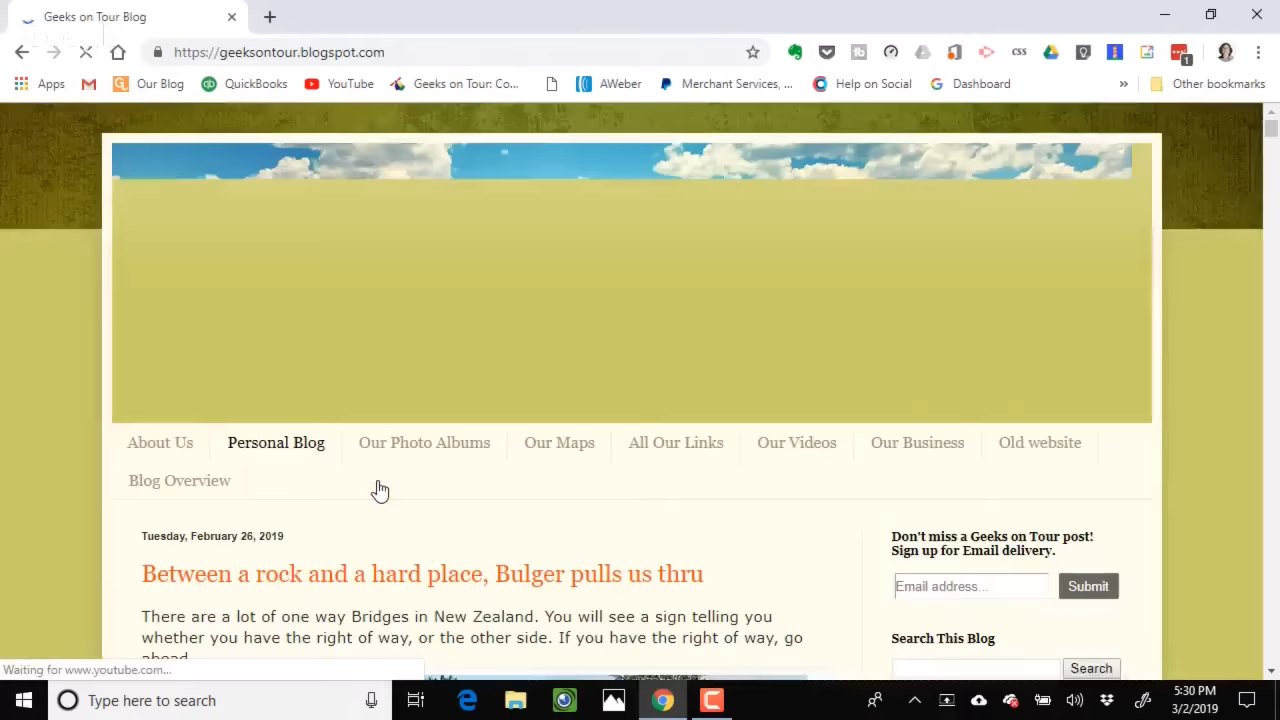 Geeks on Tour Blog
https://geeksontour.blogspot.com
CSS
1
Apps
Our Blog
QuickBooks
YouTube
Geeks on Tour: Co...
AWeber
Merchant Services, ...
Help on Social
Dashboard
»
Other bookmarks
About Us
Personal Blog
Our Photo Albums
Our Maps
All Our Links
Our Videos
Our Business
Old website
Blog Overview
Tuesday, February 26, 2019
Between a rock and a hard place, Bulger pulls us thru
There are a lot of one way Bridges in New Zealand. You will see a sign telling you
whether you have the right of way, or the other side. If you have the right of way, go
ahead.
Don't miss a Geeks on Tour post!
Sign up for Email delivery.
Email address...
Submit
Search This Blog
Search
Waiting for www.youtube.com...
Type here to search
5:30 PM
3/2/2019